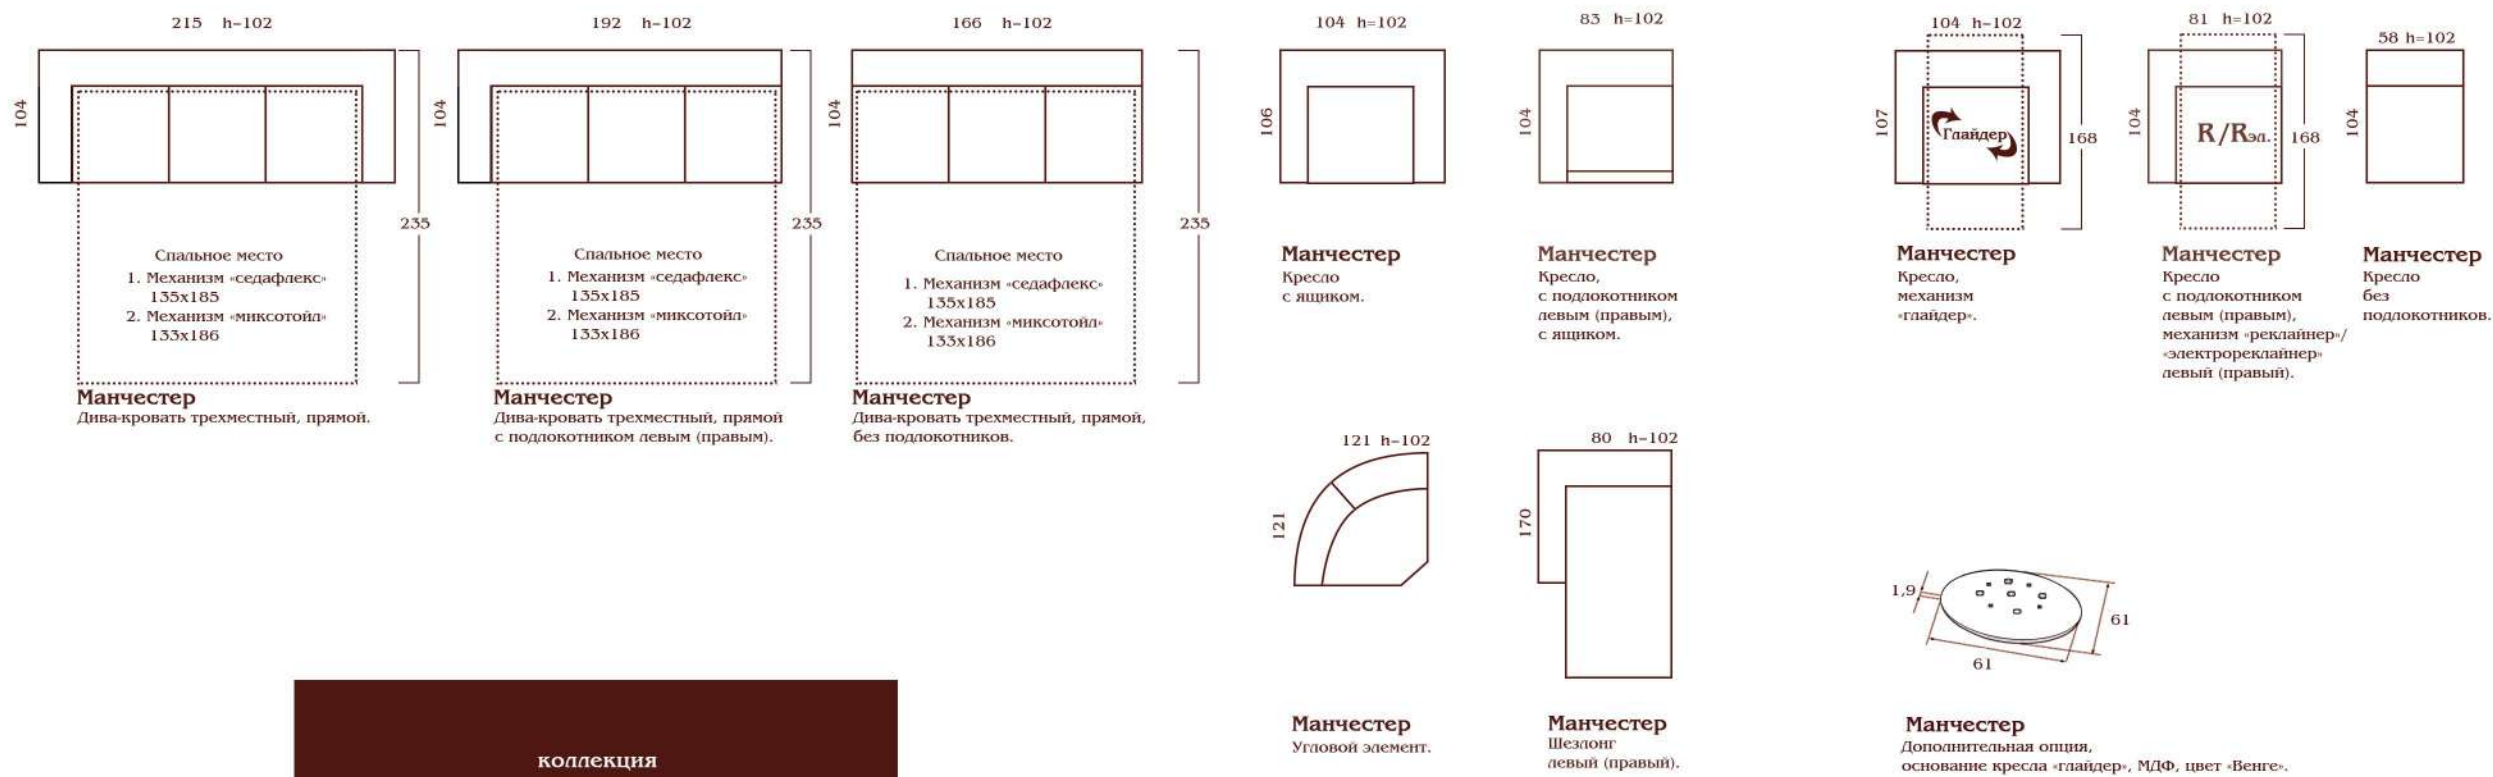 215 h-102
104
235
Спальное место
1. Механизм «седафлекс»
135x185
2. Механизм «миксотойл»
133x186
Манчестер
Дива-кровать трехместный, прямой.
192 h-102
104
235
Спальное место
1. Механизм «седафлекс»
135x185
2. Механизм «миксотойл»
133x186
Манчестер
Дива-кровать трехместный, прямой
с подлокотником левым (правым).
166 h-102
104
235
Спальное место
1. Механизм «седафлекс»
135x185
2. Механизм «миксотойл»
133x186
Манчестер
Дива-кровать трехместный, прямой,
без подлокотников.
104 h=102
106
Манчестер
Кресло
с ящиком.
83 h=102
104
Манчестер
Кресло,
с подлокотником
левым (правым),
с ящиком.
104 h-102
107
Глайдер
168
Манчестер
Кресло,
механизм
«глайдер».
81 h=102
104
R/Rэл.
168
Манчестер
Кресло
с подлокотником
левым (правым),
механизм «реклайнер»/
«электрореклайнер»
левый (правый).
58 h=102
104
Манчестер
Кресло
без
подлокотников.
121 h-102
121
Манчестер
Угловой элемент.
80 h-102
170
Манчестер
Шезлонг
левый (правый).
1,9
61
61
Манчестер
Дополнительная опция,
основание кресла «глайдер», МДФ, цвет «Венге».
коллекция